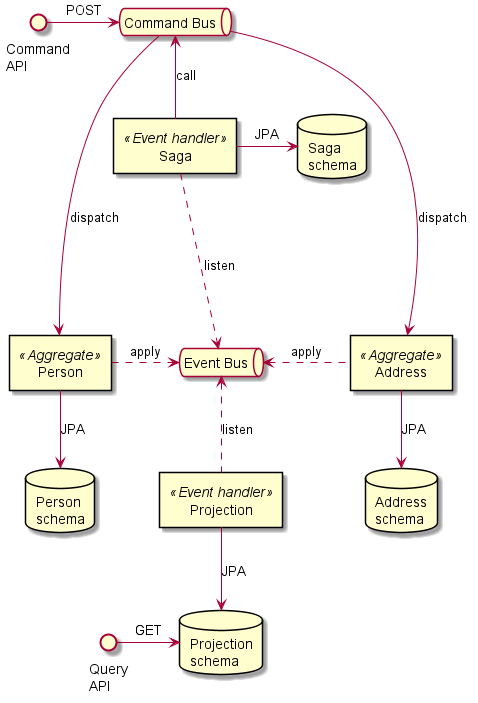 POST
Command Bus
Command
API
call
«Event handler»
Saga
JPA
Saga
schema
dispatch
dispatch
listen
«Aggregate»
Person
apply
Event Bus
apply
«Aggregate»
Address
JPA
listen
JPA
Person
schema
«Event handler»
Projection
Address
schema
JPA
GET
Projection
schema
Query
API